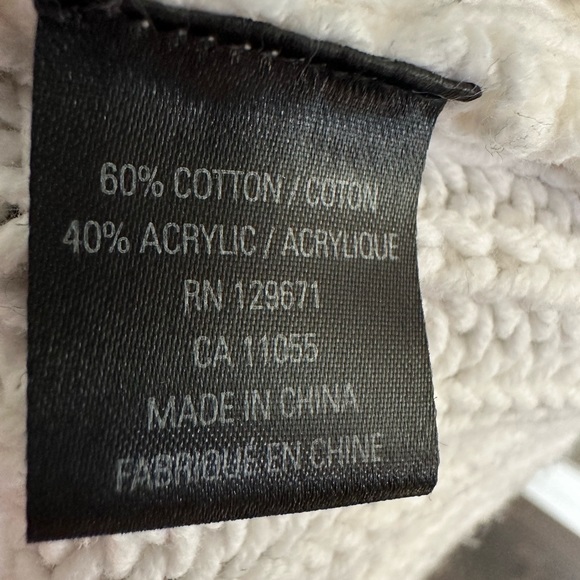 60% COTTON / COTON
40% ACRYLIC / ACRYLIQUE
RN 129671
CA 11055
MADE IN CHINA
FABRIQUÉ EN CHINE